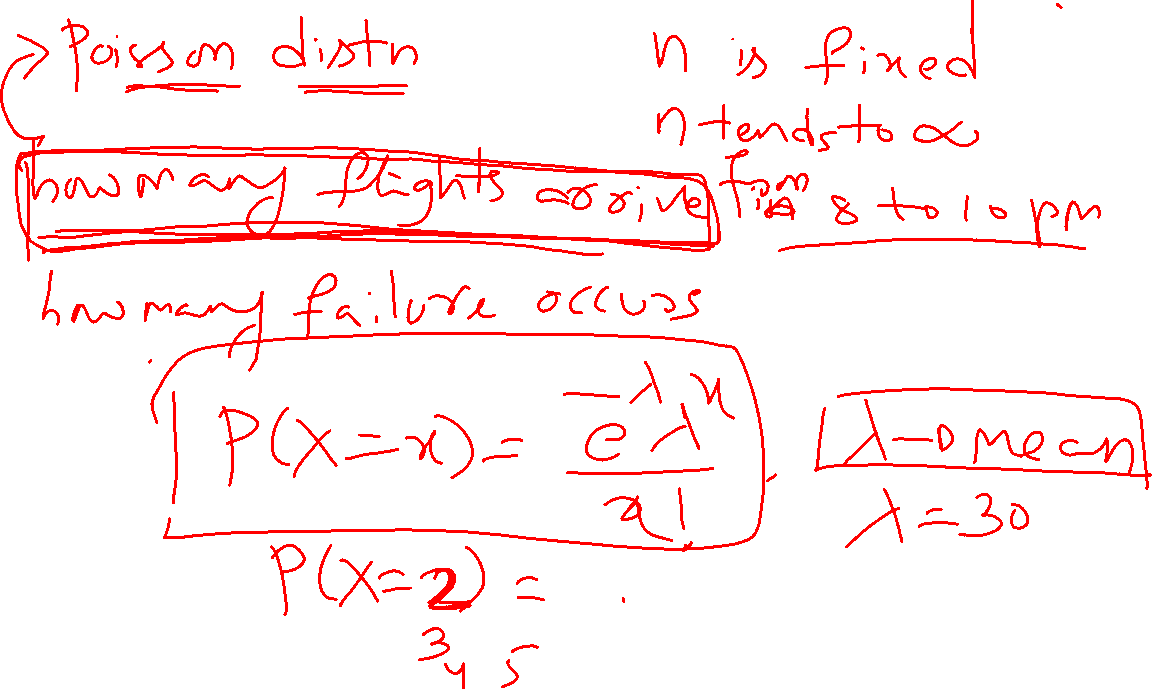 Poisson distn
n is fixed
n tends to ∞
how many flights arrive from 8 to 10 pm
how many failure occurs
P(X=x) = e^-λ λ^x / x!
λ → mean
λ = 30
P(X=2) = .
3 4 5